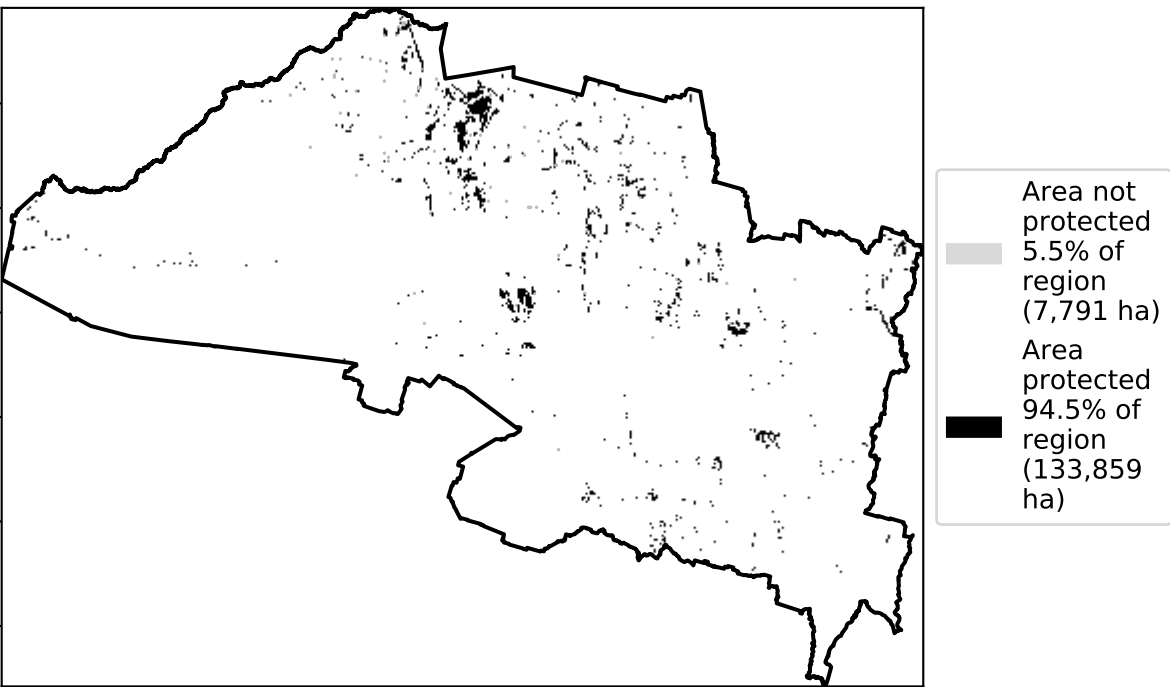 Area not
protected
5.5% of
region
(7,791 ha)
Area
protected
94.5% of
region
(133,859
ha)